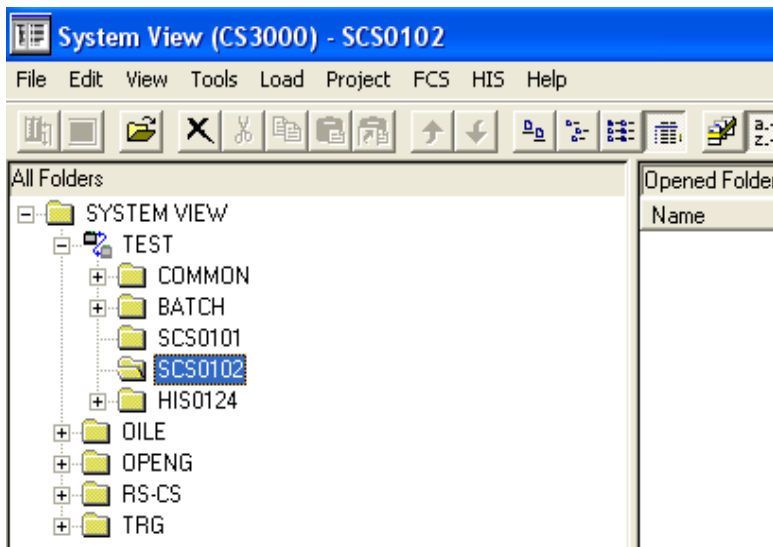 System View (CS3000) - SCS0102
File Edit View Tools Load Project FCS HIS Help
All Folders
Opened Folder
Name
SYSTEM VIEW
TEST
COMMON
BATCH
SCS0101
SCS0102
HIS0124
OILE
OPENG
RS-CS
TRG